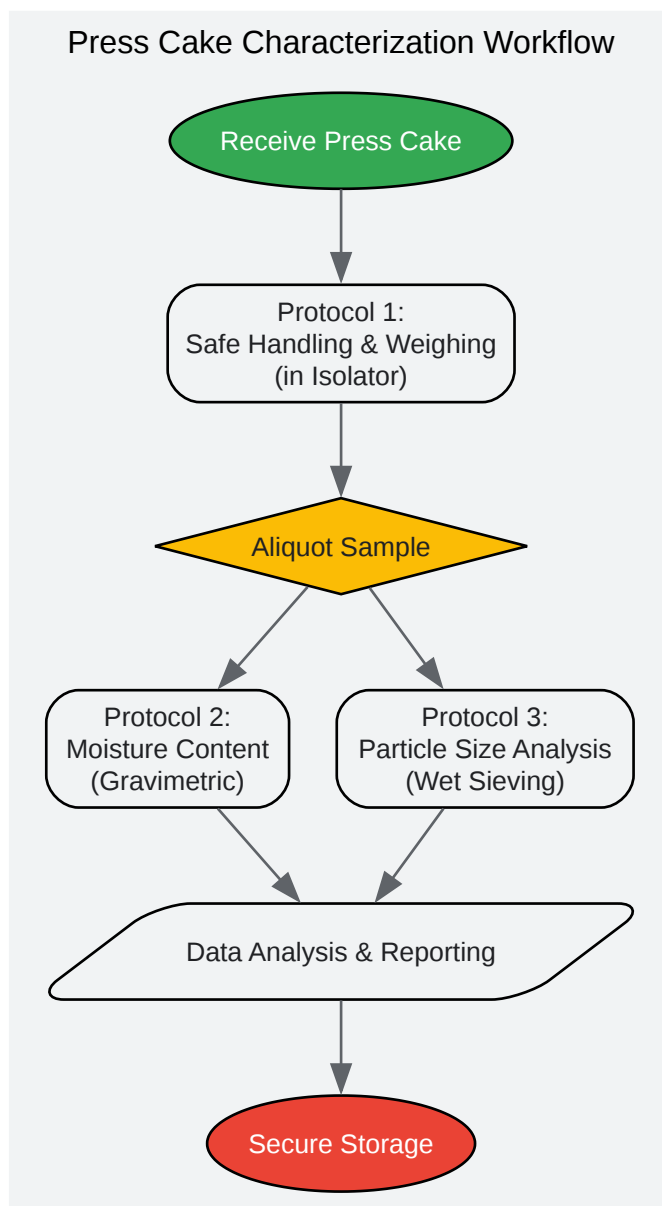 Press Cake Characterization Workflow
Receive Press Cake
Protocol 1:
Safe Handling & Weighing
(in Isolator)
Aliquot Sample
Protocol 2:
Moisture Content
(Gravimetric)
Protocol 3:
Particle Size Analysis
(Wet Sieving)
Data Analysis & Reporting
Secure Storage